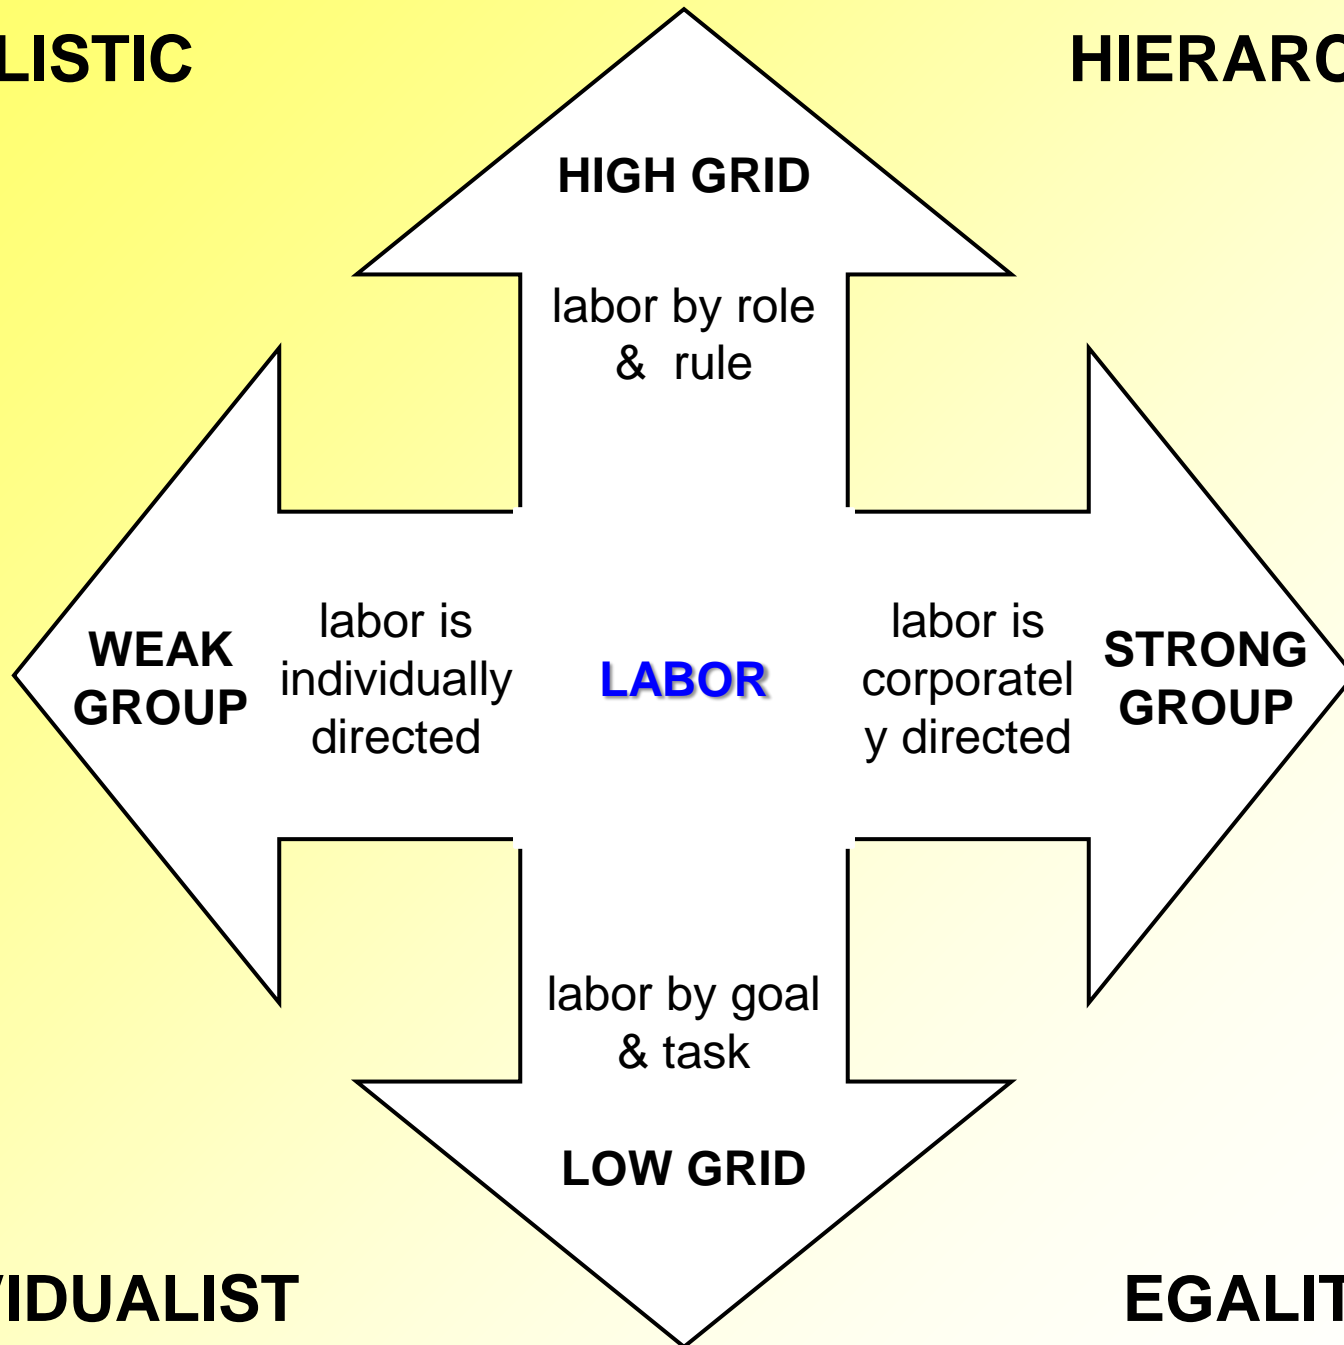 LISTIC
HIERARC
HIGH GRID
labor by role
& rule
WEAK
GROUP
labor is
individually
directed
LABOR
labor is
corporatel
y directed
STRONG
GROUP
labor by goal
& task
LOW GRID
VIDUALIST
EGALIT